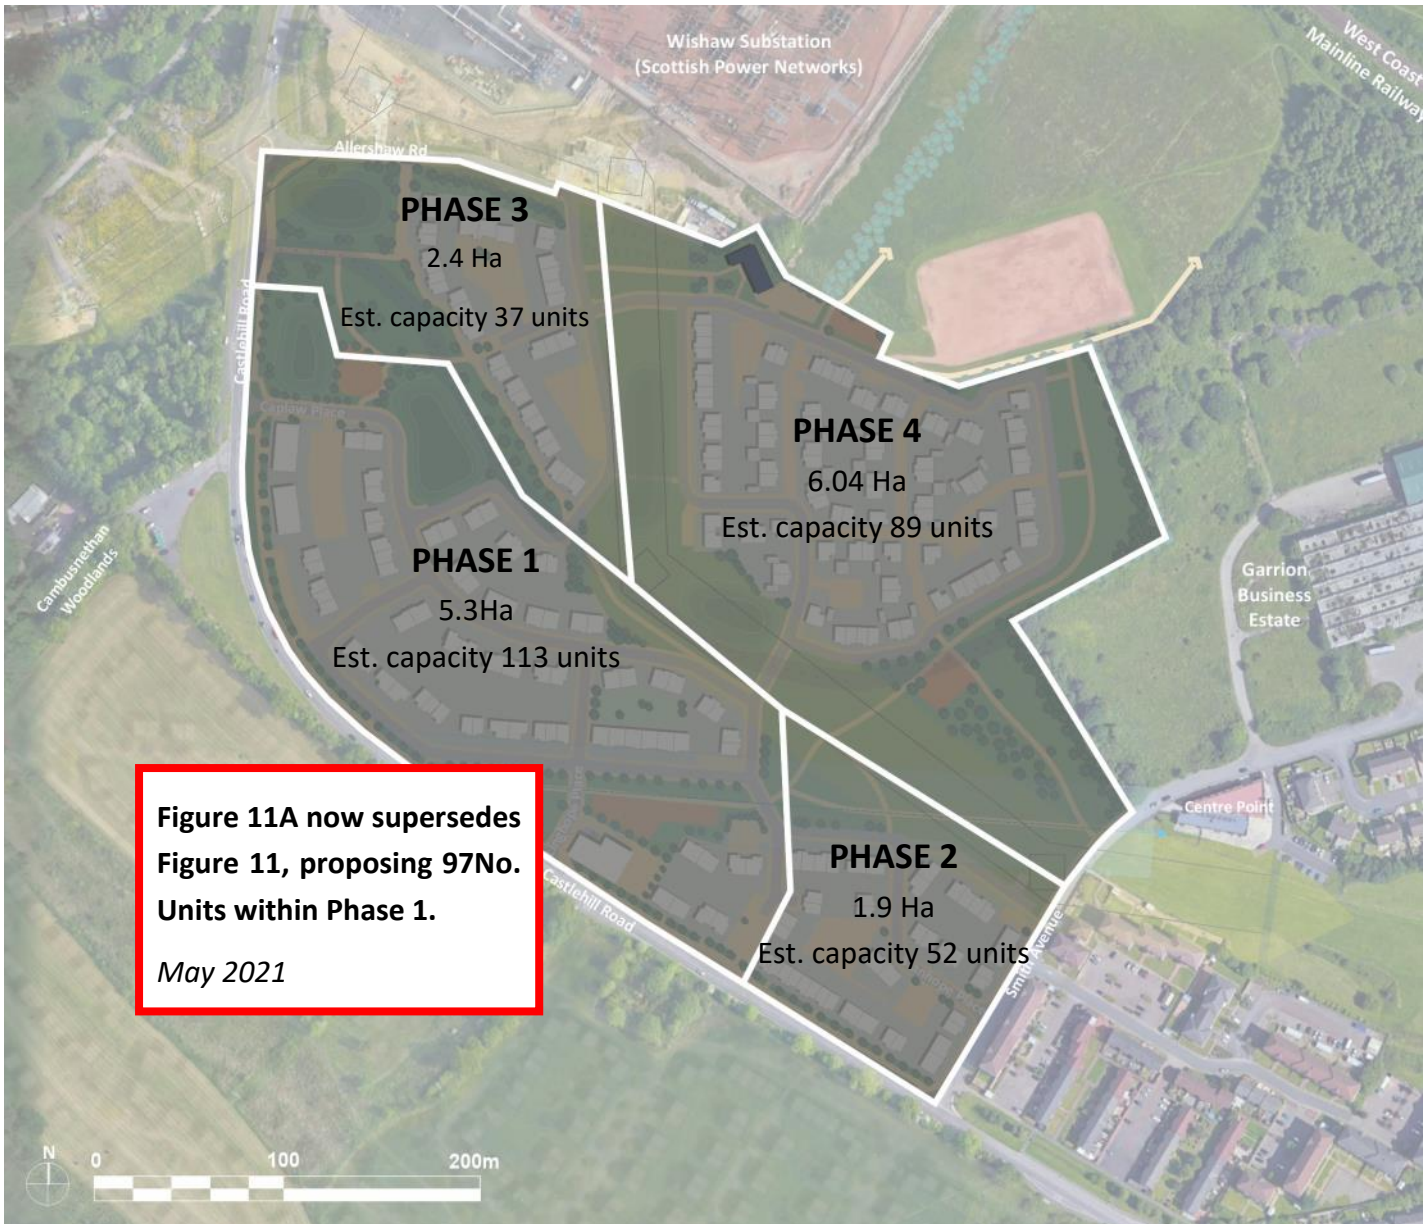 Wishaw Substation
(Scottish Power Networks)
West Coast
Mainline Railway
Allershaw Rd
PHASE 3
2.4 Ha
Est. capacity 37 units
Castlehill Road
Caplaw Place
PHASE 4
6.04 Ha
Est. capacity 89 units
PHASE 1
5.3Ha
Est. capacity 113 units
Cambusnethan
Woodlands
Garrion
Business
Estate
Figure 11A now supersedes
Figure 11, proposing 97No.
Units within Phase 1.
May 2021
Centre Point
PHASE 2
1.9 Ha
Est. capacity 52 units
Castlehill Road
Smith Avenue
N
0 100 200m